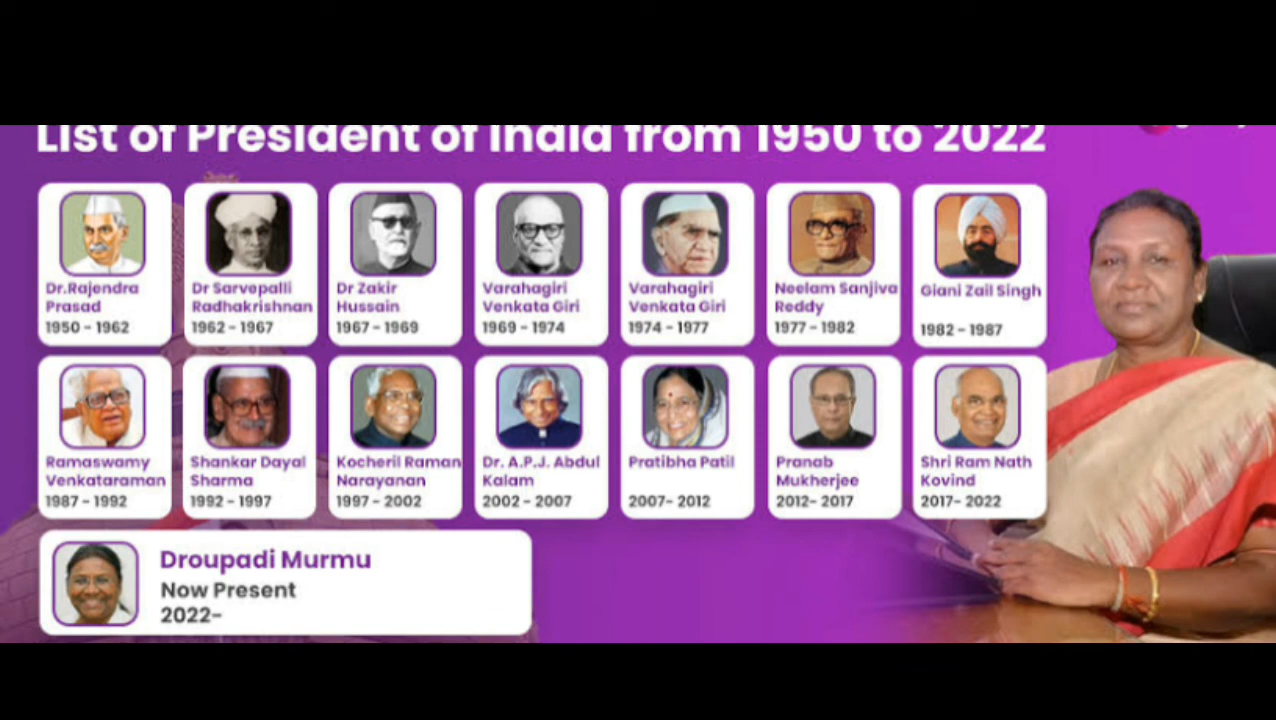 List of President of India from 1950 to 2022
Dr.Rajendra
Prasad
1950 - 1962
Dr Sarvepalli
Radhakrishnan
1962 - 1967
Dr Zakir
Hussain
1967 - 1969
Varahagiri
Venkata Giri
1969 - 1974
Varahagiri
Venkata Giri
1974 - 1977
Neelam Sanjiva
Reddy
1977 - 1982
Giani Zail Singh
1982 - 1987
Ramaswamy
Venkataraman
1987 - 1992
Shankar Dayal
Sharma
1992 - 1997
Kocheril Raman
Narayanan
1997 - 2002
Dr. A.P.J. Abdul
Kalam
2002 - 2007
Pratibha Patil
2007- 2012
Pranab
Mukherjee
2012- 2017
Shri Ram Nath
Kovind
2017- 2022
Droupadi Murmu
Now Present
2022-